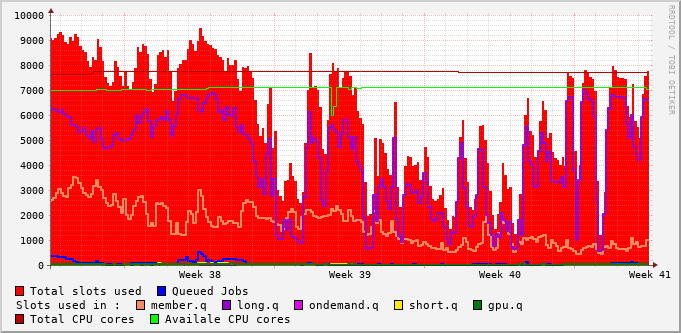 RRDTOOL / TOBI OETIKER
10000
9000
8000
7000
6000
5000
4000
3000
2000
1000
0
Week 38 Week 39 Week 40 Week 41
Total slots used Queued Jobs
Slots used in : member.q long.q ondemand.q short.q gpu.q
Total CPU cores Availale CPU cores